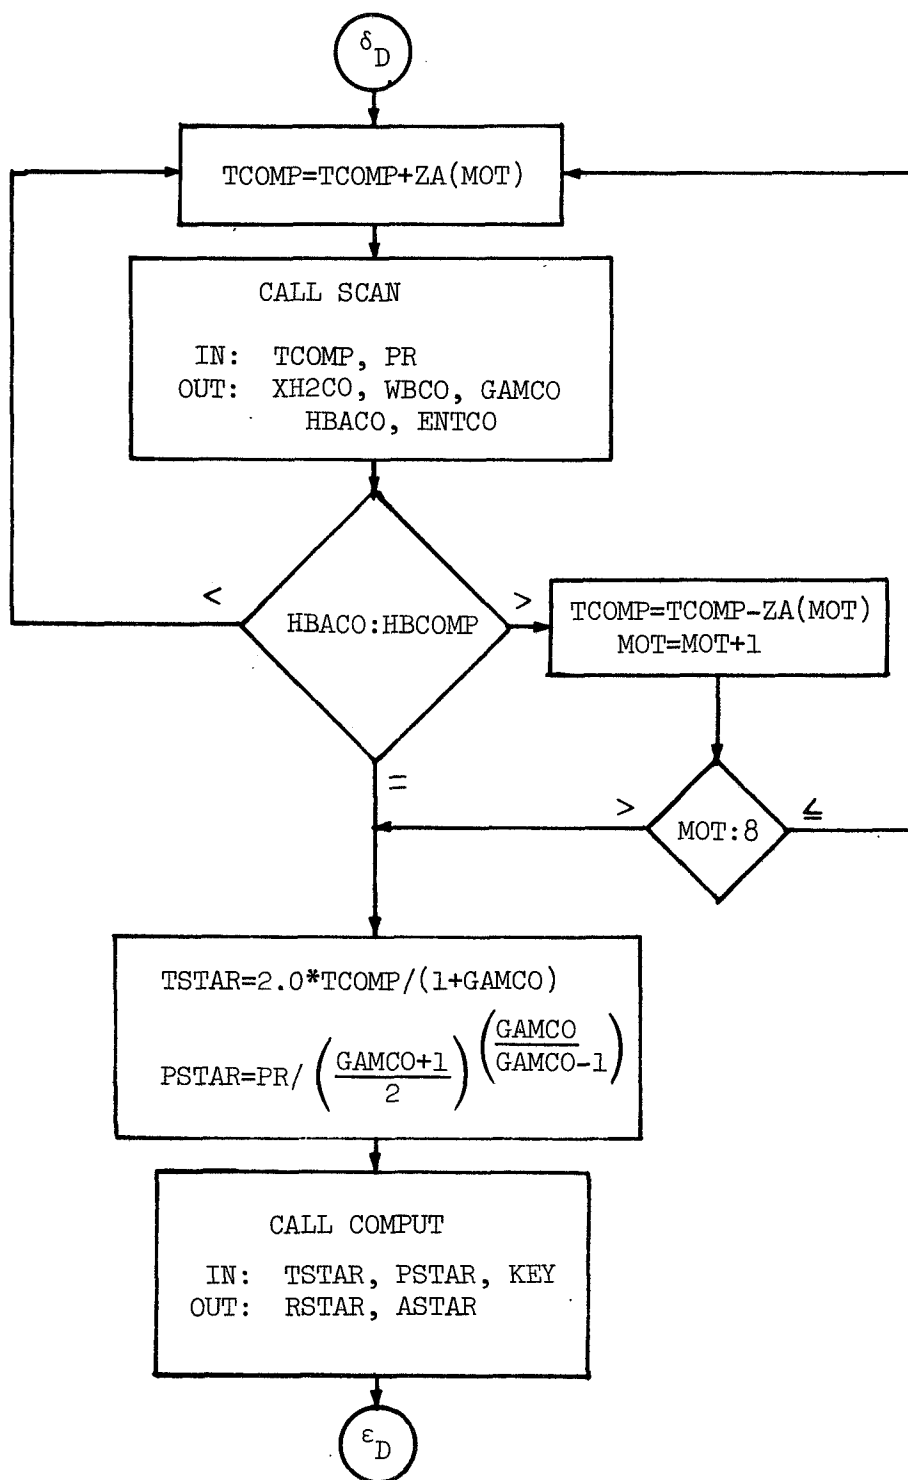 δD
TCOMP=TCOMP+ZA(MOT)
CALL SCAN
IN: TCOMP, PR
OUT: XH2CO, WBCO, GAMCO
HBACO, ENTCO
<
HBACO:HBCOMP
>
TCOMP=TCOMP-ZA(MOT)
MOT=MOT+1
=
>
MOT:8
≤
TSTAR=2.0*TCOMP/(1+GAMCO)
PSTAR=PR/((GAMCO+1)/2)^(GAMCO/(GAMCO-1))
CALL COMPUT
IN: TSTAR, PSTAR, KEY
OUT: RSTAR, ASTAR
εD